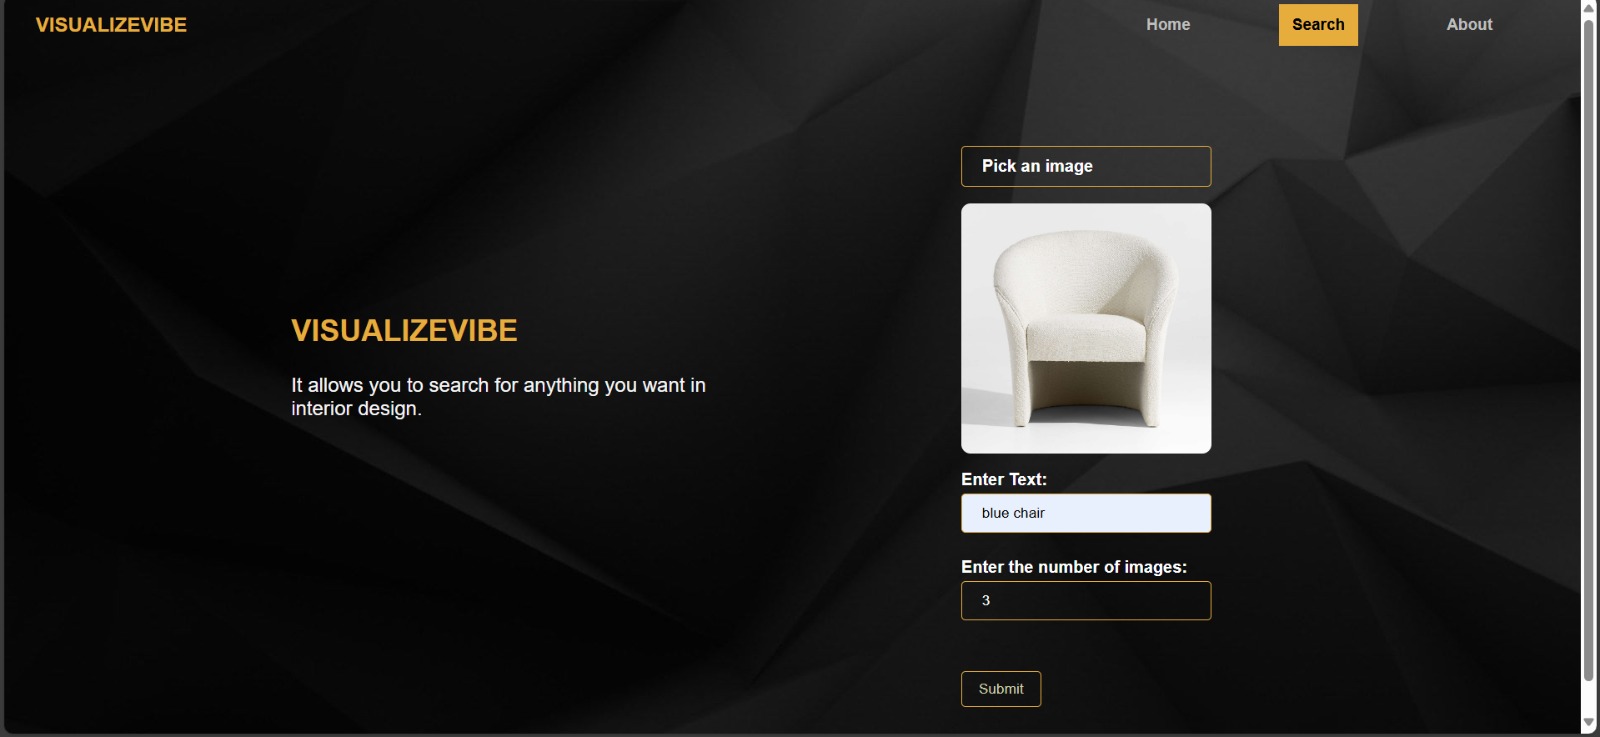 VISUALIZEVIBE
Home
Search
About
VISUALIZEVIBE
It allows you to search for anything you want in
interior design.
Pick an image
Enter Text:
blue chair
Enter the number of images:
3
Submit